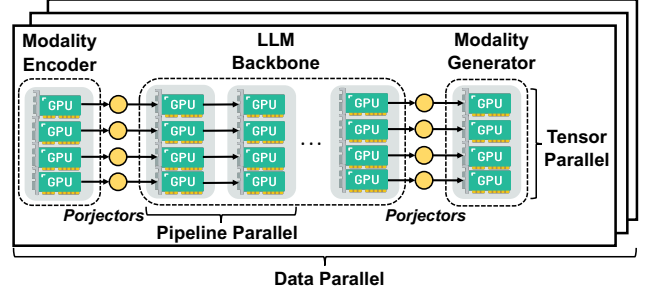 Modality
Encoder
LLM
Backbone
Modality
Generator
GPU GPU GPU GPU GPU
GPU GPU GPU GPU GPU
...
GPU GPU GPU GPU GPU
GPU GPU GPU GPU GPU
Tensor
Parallel
Porjectors
Porjectors
Pipeline Parallel
Data Parallel